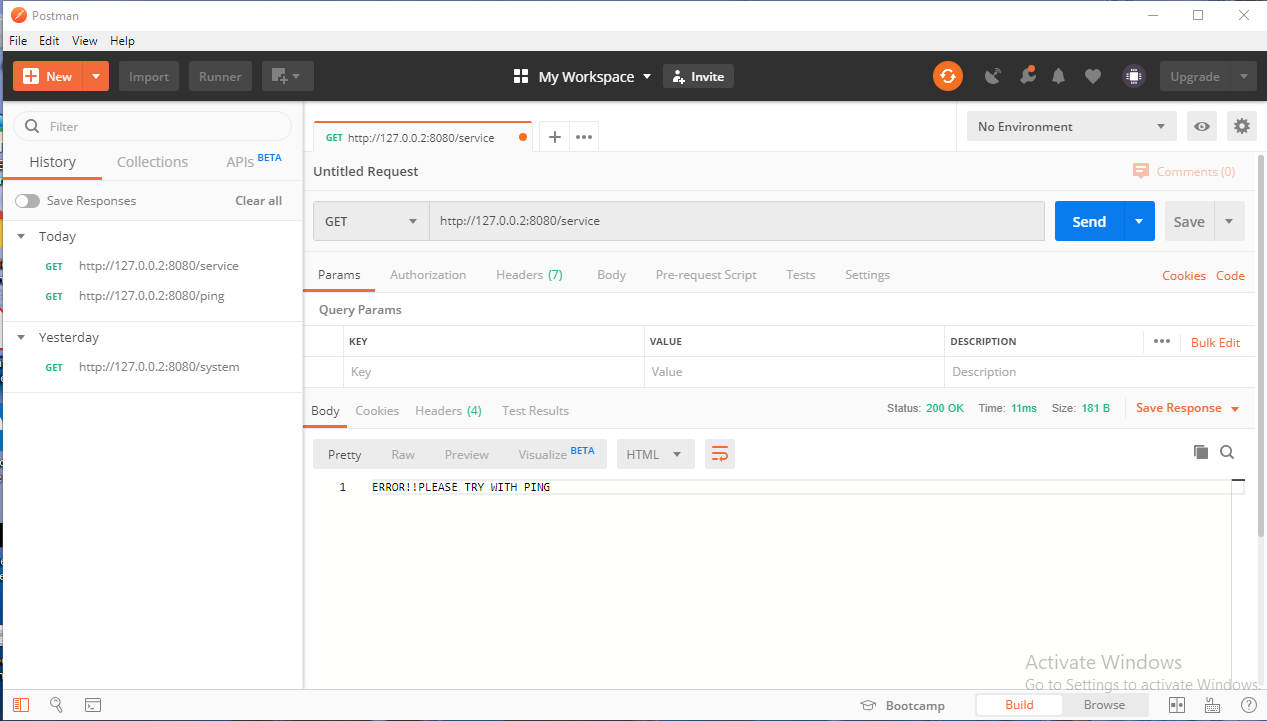 Postman
File Edit View Help
New Import Runner My Workspace Invite Upgrade
Filter
History Collections APIs BETA
Save Responses Clear all
Today
GET http://127.0.0.2:8080/service
GET http://127.0.0.2:8080/ping
Yesterday
GET http://127.0.0.2:8080/system
GET http://127.0.0.2:8080/service
No Environment
Untitled Request
Comments (0)
GET http://127.0.0.2:8080/service Send Save
Params Authorization Headers (7) Body Pre-request Script Tests Settings Cookies Code
Query Params
KEY VALUE DESCRIPTION Bulk Edit
Key Value Description
Body Cookies Headers (4) Test Results Status: 200 OK Time: 11ms Size: 181 B Save Response
Pretty Raw Preview Visualize BETA HTML
1 ERROR!!PLEASE TRY WITH PING
Activate Windows
Go to Settings to activate Windows.
Bootcamp Build Browse